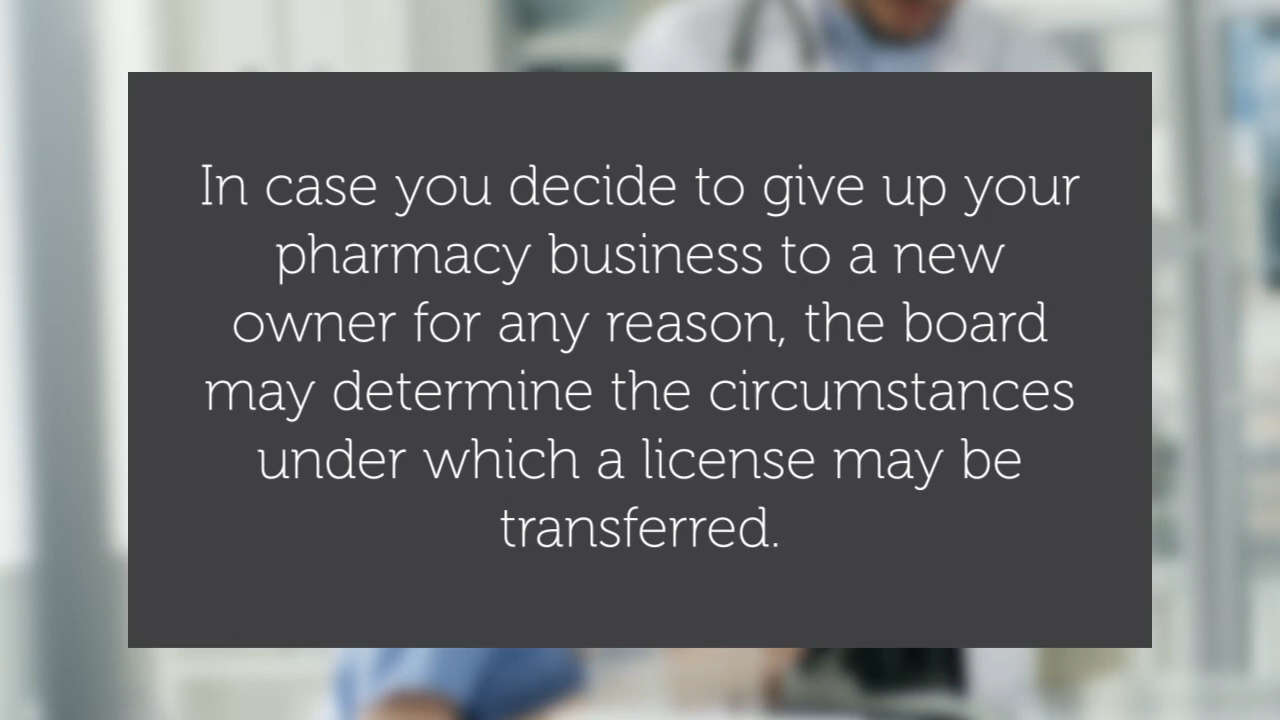 In case you decide to give up your
pharmacy business to a new
owner for any reason, the board
may determine the circumstances
under which a license may be
transferred.